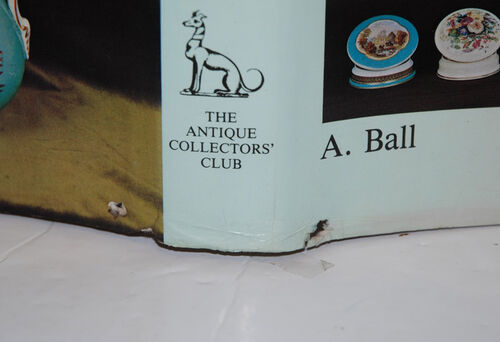 THE
ANTIQUE
COLLECTORS'
CLUB
A. Ball